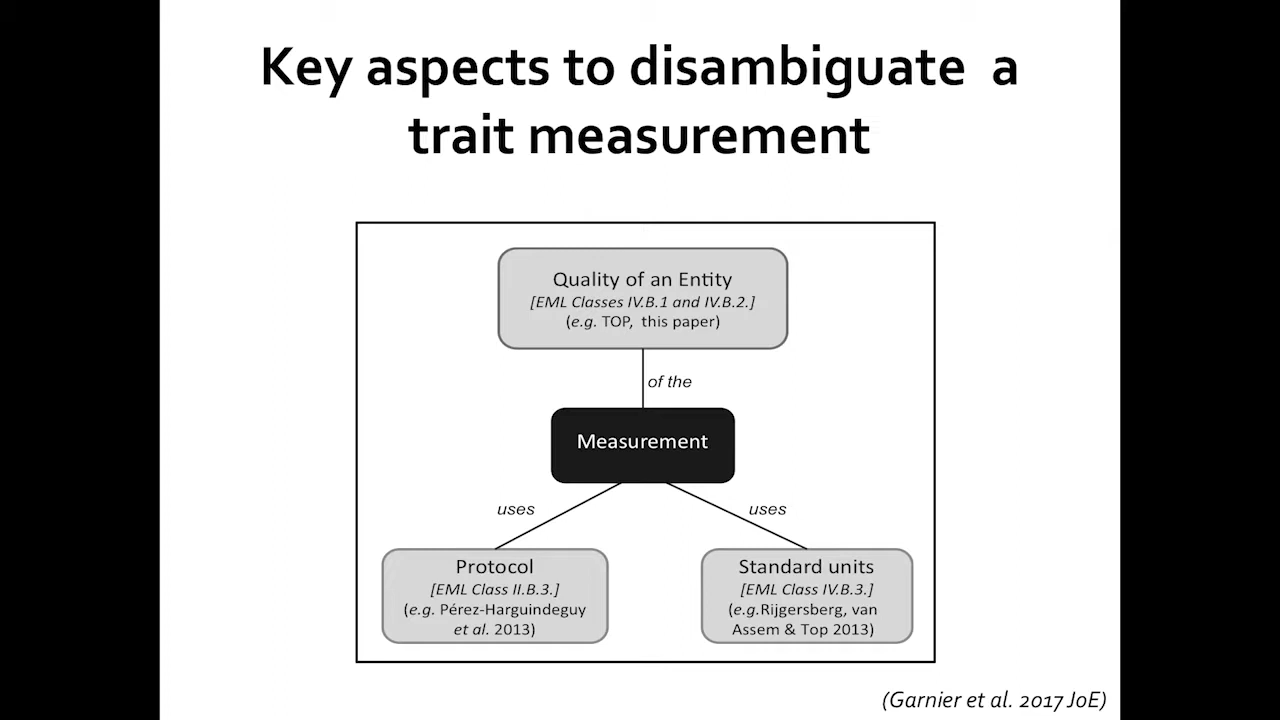 Key aspects to disambiguate a
trait measurement
Quality of an Entity
[EML Classes IV.B.1 and IV.B.2.]
(e.g. TOP, this paper)
of the
Measurement
uses
uses
Protocol
[EML Class II.B.3.]
(e.g. Pérez-Harguindeguy
et al. 2013)
Standard units
[EML Class IV.B.3.]
(e.g.Rijgersberg, van
Assem & Top 2013)
(Garnier et al. 2017 JoE)